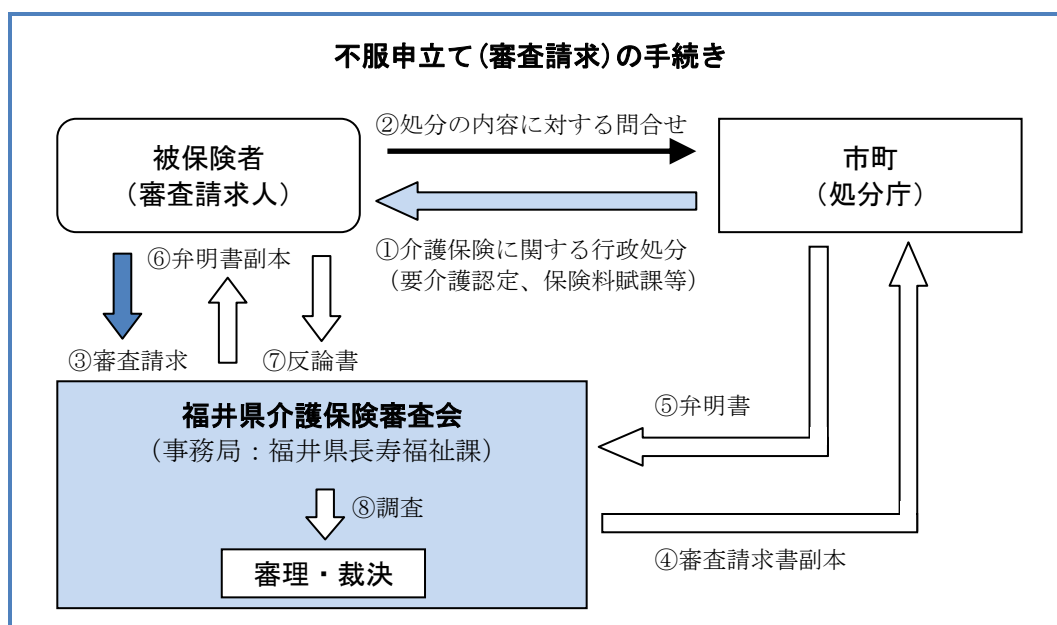 不服申立て(審査請求)の手続き
②処分の内容に対する問合せ
被保険者
(審査請求人)
市町
(処分庁)
①介護保険に関する行政処分
(要介護認定、保険料賦課等)
⑥弁明書副本
③審査請求
⑦反論書
福井県介護保険審査会
(事務局:福井県長寿福祉課)
⑤弁明書
⑧調査
審理・裁決
④審査請求書副本